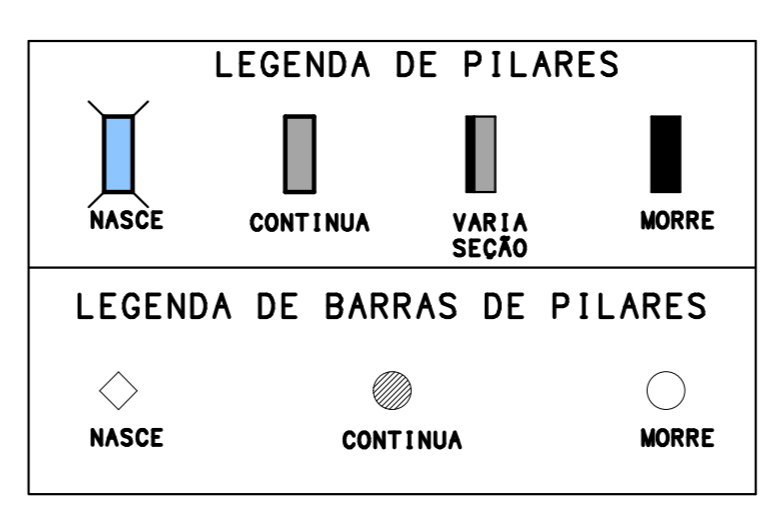 LEGENDA DE PILARES
NASCE
CONTINUA
VARIA
SEÇÃO
MORRE
LEGENDA DE BARRAS DE PILARES
NASCE
CONTINUA
MORRE